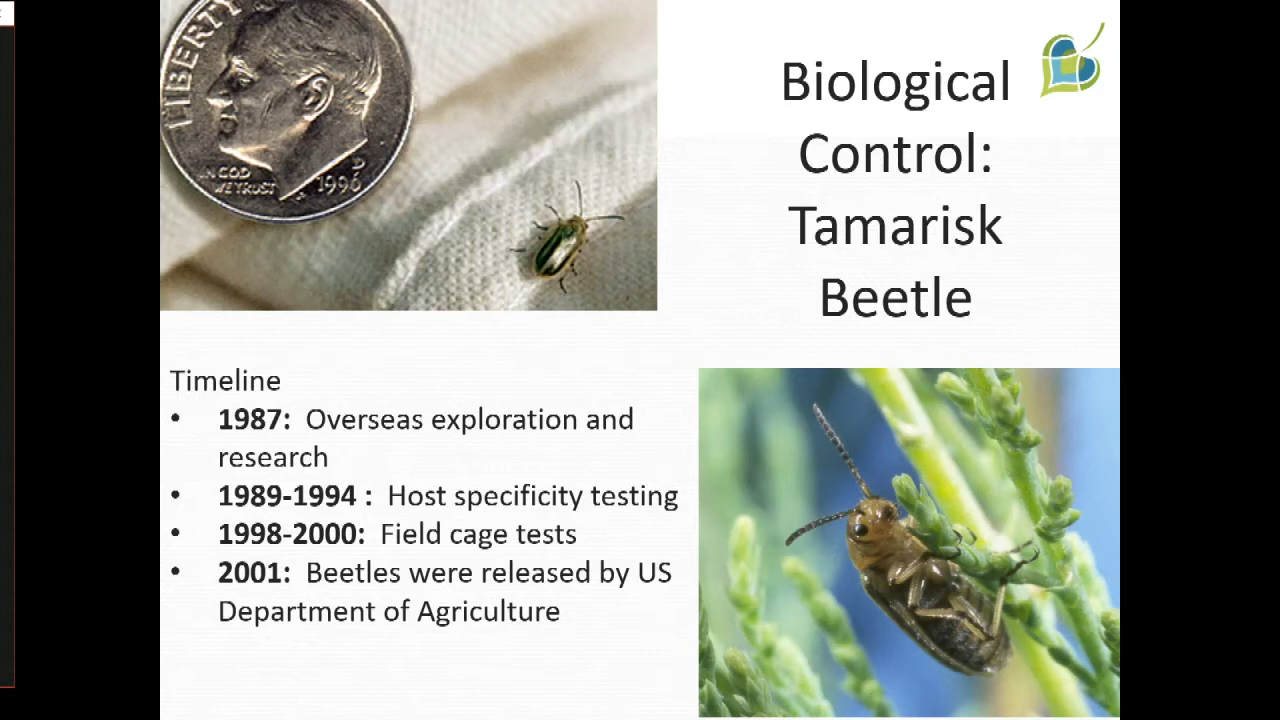 LIBERTY
IN GOD
WE TRUST
D
1996
Biological
Control:
Tamarisk
Beetle
Timeline
• 1987: Overseas exploration and
research
• 1989-1994 : Host specificity testing
• 1998-2000: Field cage tests
• 2001: Beetles were released by US
Department of Agriculture